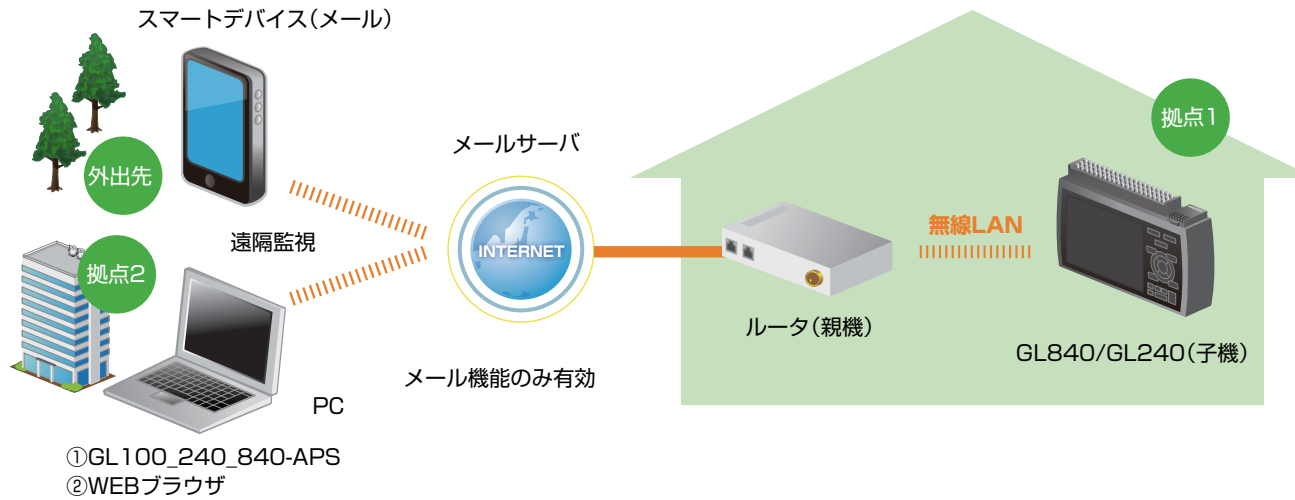 スマートデバイス(メール)
外出先
遠隔監視
拠点2
PC
①GL100_240_840-APS
②WEBブラウザ
メールサーバ
INTERNET
メール機能のみ有効
拠点1
無線LAN
ルータ(親機)
GL840/GL240(子機)